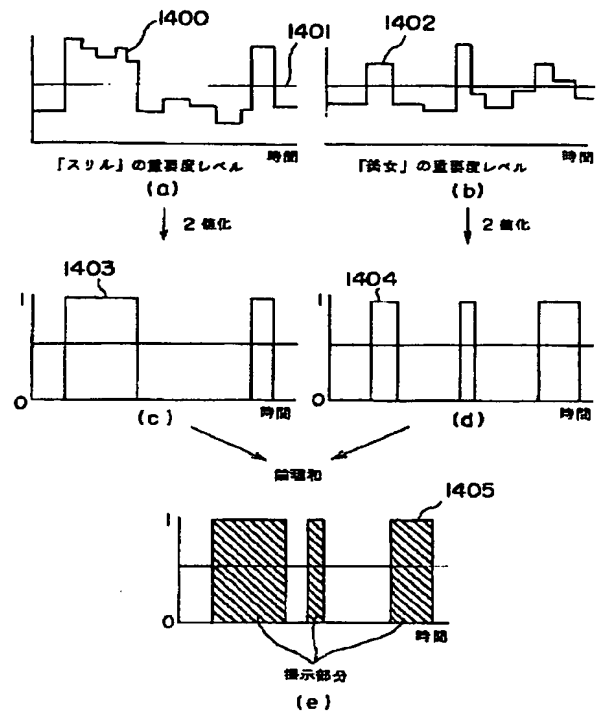 1400
1401
1402
時間
時間
「スリル」の重要度レベル
「美女」の重要度レベル
(a)
(b)
2 値化
2 値化
1403
1404
1
1
0
0
時間
時間
(c)
(d)
論理和
1405
1
0
時間
提示部分
(e)